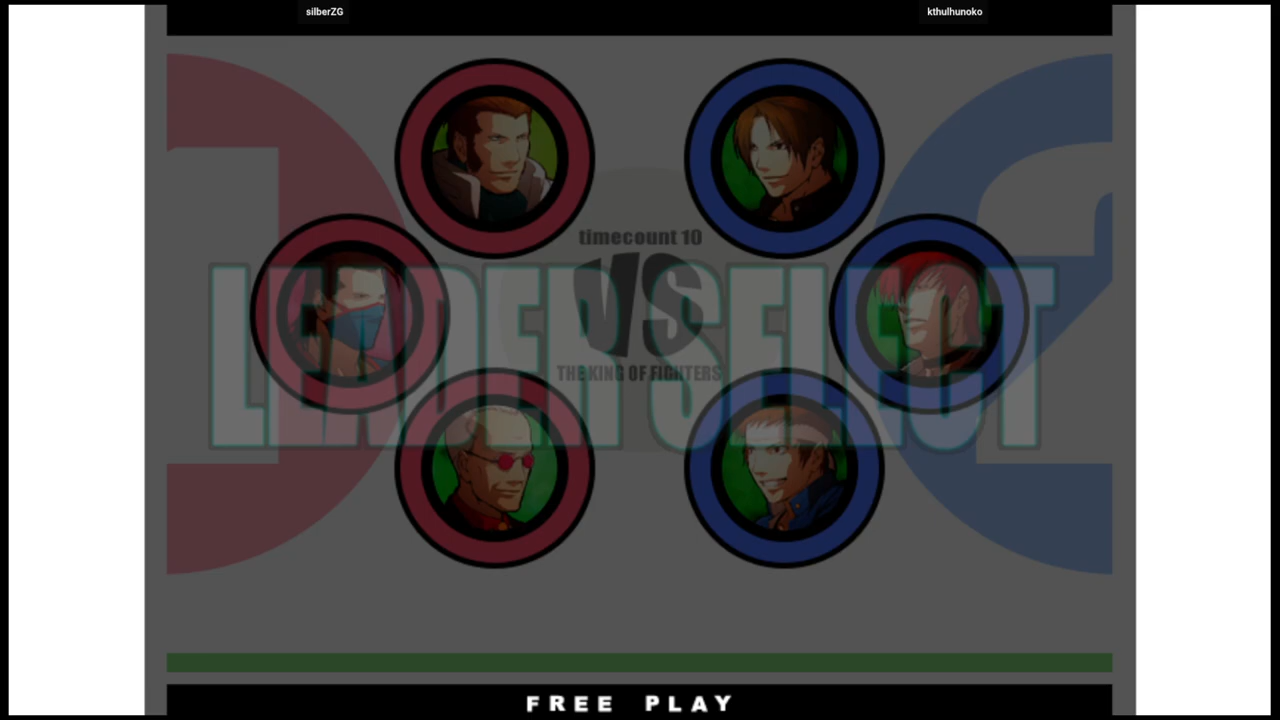 silberZG
kthulhunoko
timecount 10
VS
LEADER SELECT
THE KING OF FIGHTERS
FREE PLAY